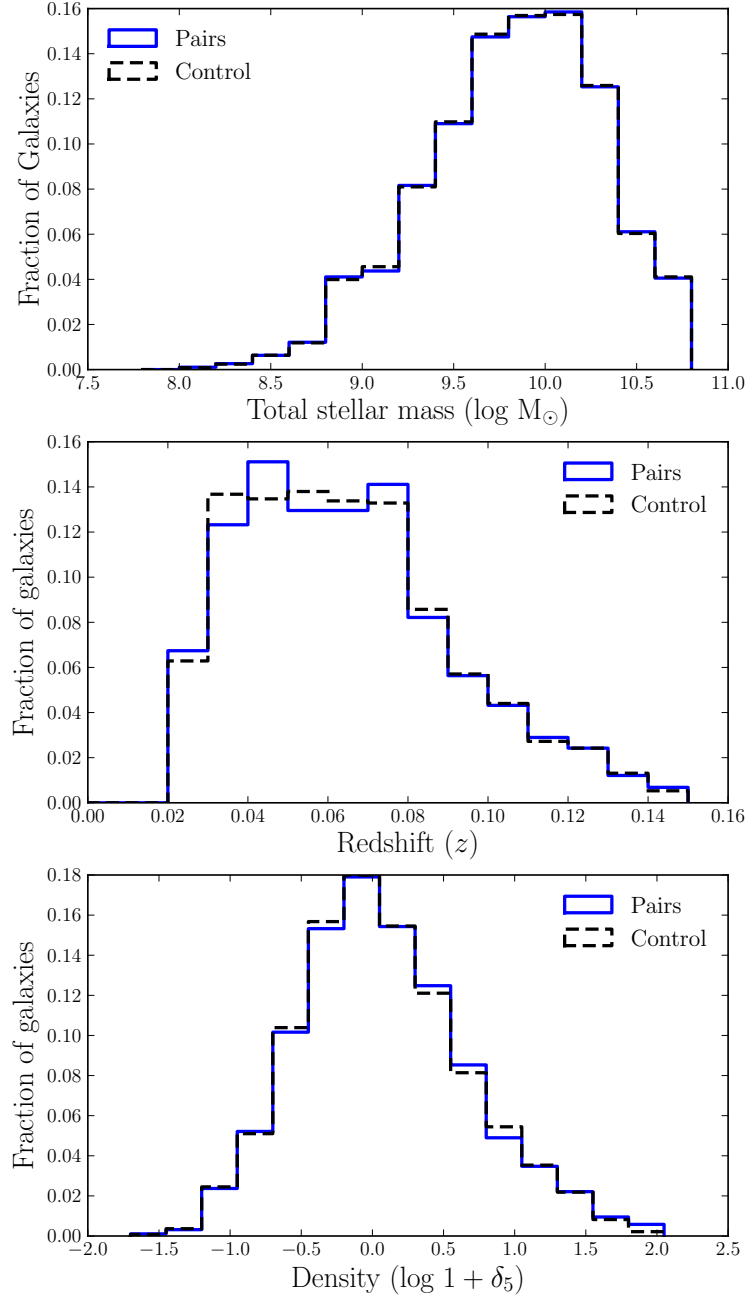 0.16
0.14
0.12
0.10
0.08
0.06
0.04
0.02
0.00
Fraction of Galaxies
Pairs
Control
7.5 8.0 8.5 9.0 9.5 10.0 10.5 11.0
Total stellar mass (log M⊙)
0.16
0.14
0.12
0.10
0.08
0.06
0.04
0.02
0.00
Fraction of galaxies
Pairs
Control
0.00 0.02 0.04 0.06 0.08 0.10 0.12 0.14 0.16
Redshift (z)
0.18
0.16
0.14
0.12
0.10
0.08
0.06
0.04
0.02
0.00
Fraction of galaxies
Pairs
Control
−2.0 −1.5 −1.0 −0.5 0.0 0.5 1.0 1.5 2.0 2.5
Density (log 1 + δ₅)